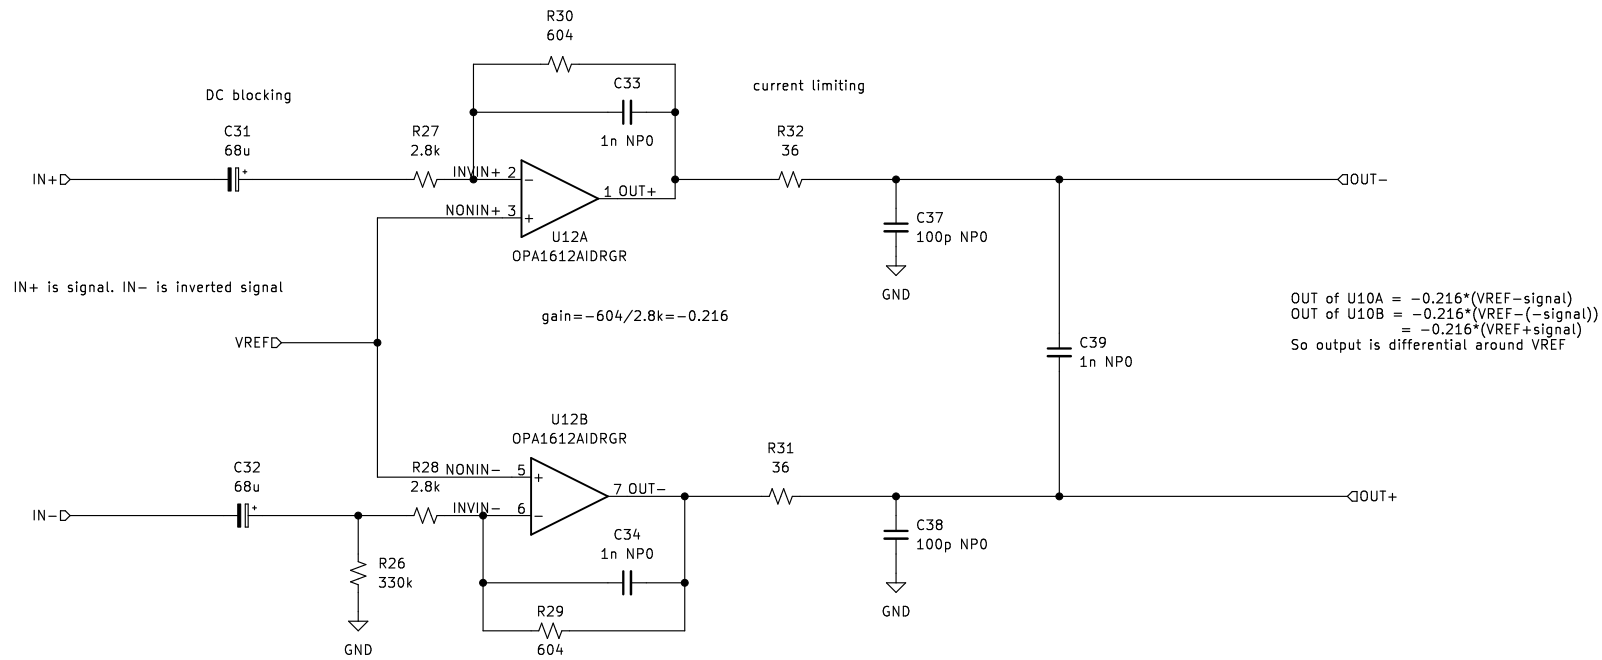 R30
604
C33
1n NP0
current limiting
DC blocking
C31
68u
R27
2.8k
R32
36
IN+
INVIN+ 2
OUT-
1 OUT+
NONIN+ 3
C37
100p NP0
U12A
OPA1612AIDRGR
GND
IN+ is signal. IN- is inverted signal
gain=-604/2.8k=-0.216
OUT of U10A = -0.216*(VREF-signal)
OUT of U10B = -0.216*(VREF-(-signal))
= -0.216*(VREF+signal)
So output is differential around VREF
VREF
C39
1n NP0
U12B
OPA1612AIDRGR
R31
36
C32
68u
R28
2.8k
NONIN- 5
7 OUT-
OUT+
IN-
INVIN- 6
C38
100p NP0
C34
1n NP0
R26
330k
GND
R29
604
GND
-
+
+
-
+
+